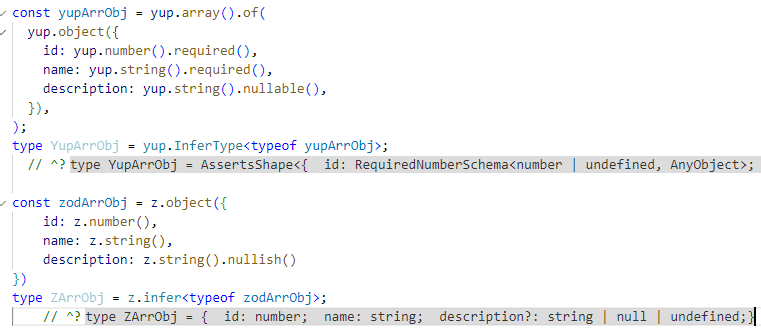 const yupArrObj = yup.array().of(
  yup.object({
    id: yup.number().required(),
    name: yup.string().required(),
    description: yup.string().nullable(),
  }),
);
type YupArrObj = yup.InferType<typeof yupArrObj>;
  // ^? type YupArrObj = AssertsShape<{  id: RequiredNumberSchema<number | undefined, AnyObject>;

const zodArrObj = z.object({
    id: z.number(),
    name: z.string(),
    description: z.string().nullish()
})
type ZArrObj = z.infer<typeof zodArrObj>;
    // ^? type ZArrObj = {  id: number;  name: string;  description?: string | null | undefined;}